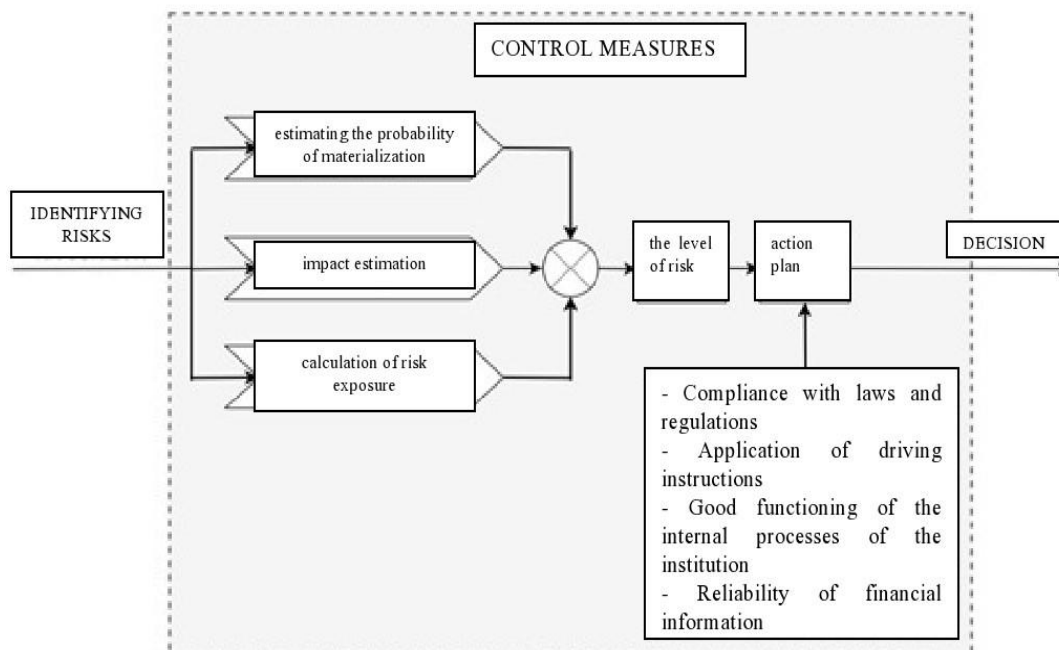 CONTROL MEASURES
estimating the probability
of materialization
IDENTIFYING
RISKS
impact estimation
the level
of risk
action
plan
DECISION
calculation of risk
exposure
- Compliance with laws and
regulations
- Application of driving
instructions
- Good functioning of the
internal processes of the
institution
- Reliability of financial
information